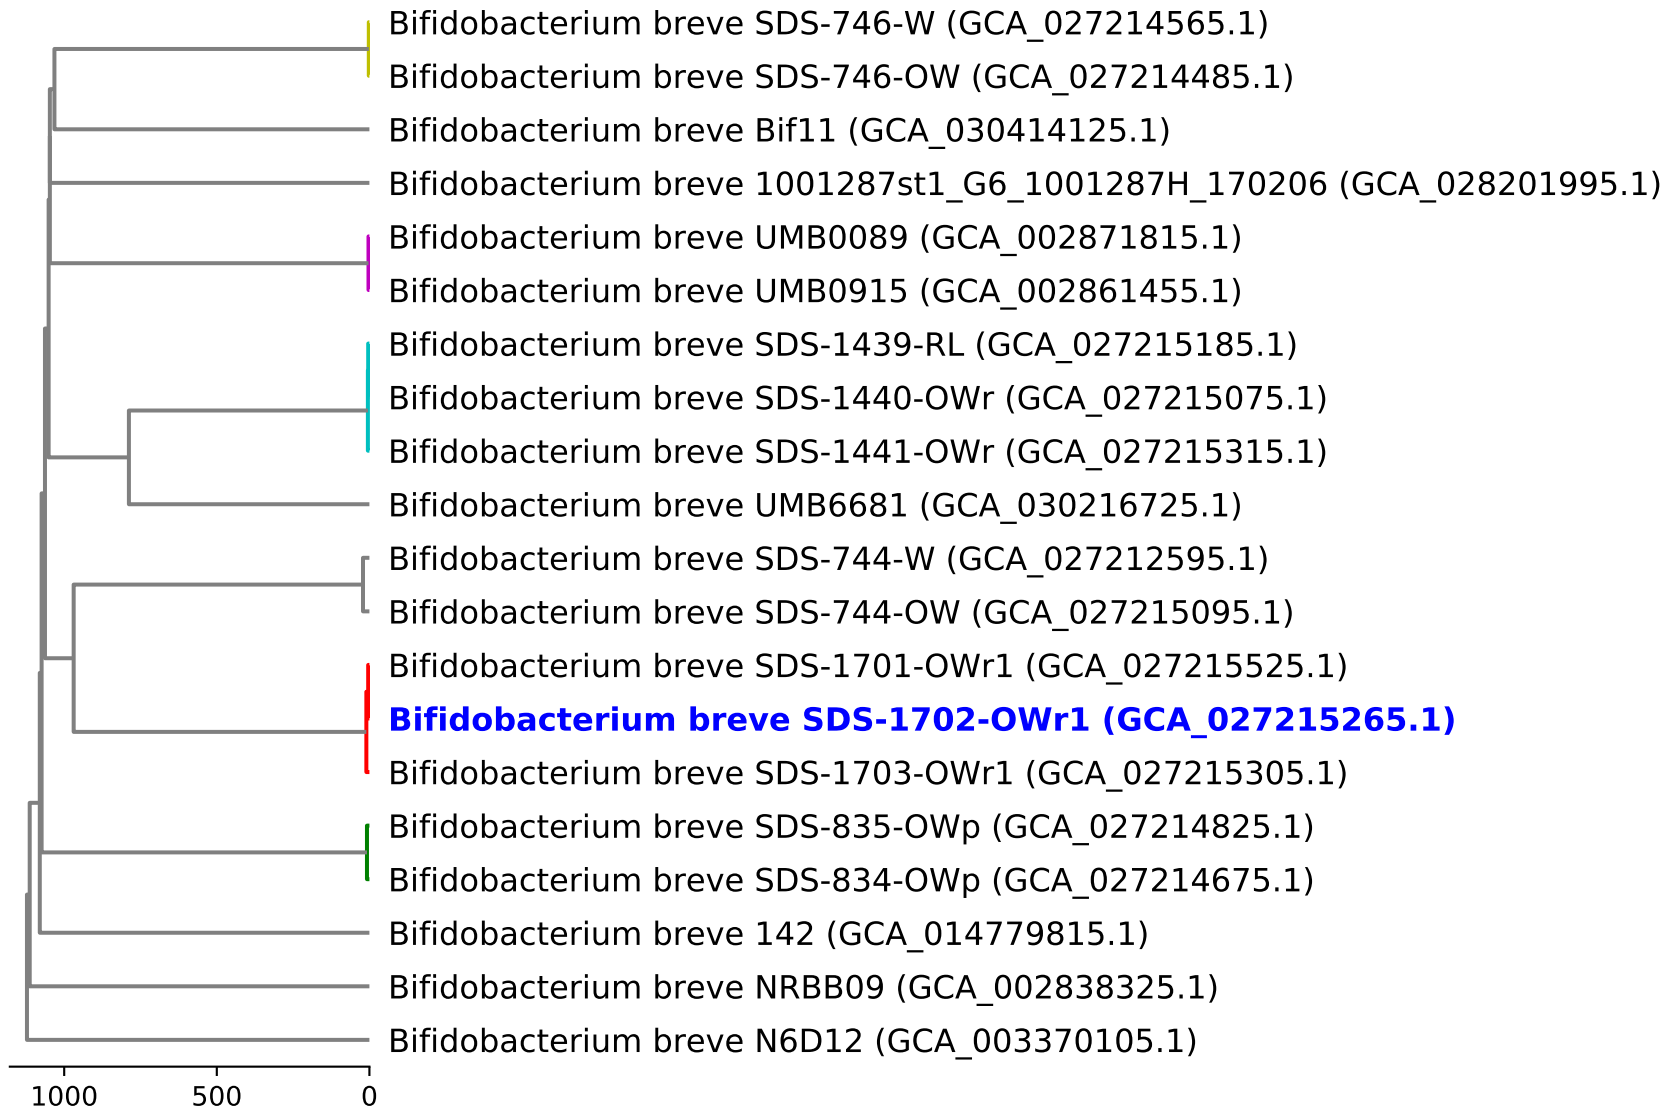 Bifidobacterium breve SDS-746-W (GCA_027214565.1)
Bifidobacterium breve SDS-746-OW (GCA_027214485.1)
Bifidobacterium breve Bif11 (GCA_030414125.1)
Bifidobacterium breve 1001287st1_G6_1001287H_170206 (GCA_028201995.1)
Bifidobacterium breve UMB0089 (GCA_002871815.1)
Bifidobacterium breve UMB0915 (GCA_002861455.1)
Bifidobacterium breve SDS-1439-RL (GCA_027215185.1)
Bifidobacterium breve SDS-1440-OWr (GCA_027215075.1)
Bifidobacterium breve SDS-1441-OWr (GCA_027215315.1)
Bifidobacterium breve UMB6681 (GCA_030216725.1)
Bifidobacterium breve SDS-744-W (GCA_027212595.1)
Bifidobacterium breve SDS-744-OW (GCA_027215095.1)
Bifidobacterium breve SDS-1701-OWr1 (GCA_027215525.1)
Bifidobacterium breve SDS-1702-OWr1 (GCA_027215265.1)
Bifidobacterium breve SDS-1703-OWr1 (GCA_027215305.1)
Bifidobacterium breve SDS-835-OWp (GCA_027214825.1)
Bifidobacterium breve SDS-834-OWp (GCA_027214675.1)
Bifidobacterium breve 142 (GCA_014779815.1)
Bifidobacterium breve NRBB09 (GCA_002838325.1)
Bifidobacterium breve N6D12 (GCA_003370105.1)
1000 500 0